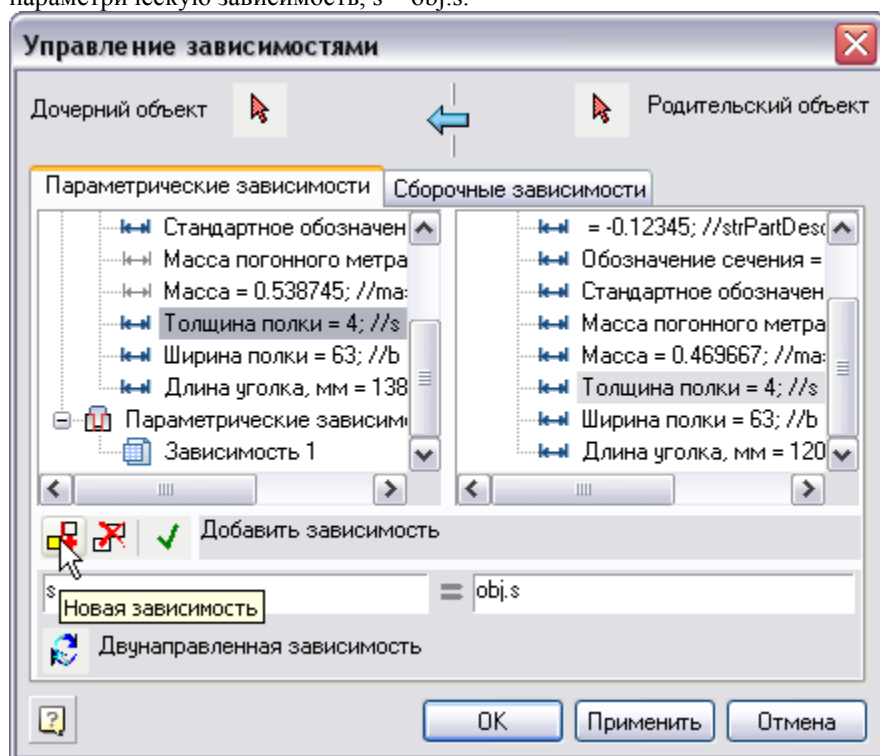 параметрическую зависимость, s = obj.s.
Управление зависимостями
Дочерний объект
Родительский объект
Параметрические зависимости
Сборочные зависимости
Стандартное обозначен
Масса погонного метра
Масса = 0.538745; //ma
Толщина полки = 4; //s
Ширина полки = 63; //b
Длина уголка, мм = 138
Параметрические зависим
Зависимость 1
= -0.12345; //strPartDesc
Обозначение сечения =
Стандартное обозначен
Масса погонного метра
Масса = 0.469667; //ma
Толщина полки = 4; //s
Ширина полки = 63; //b
Длина уголка, мм = 120
Добавить зависимость
s = obj.s
Новая зависимость
Двунаправленная зависимость
?
OK
Применить
Отмена